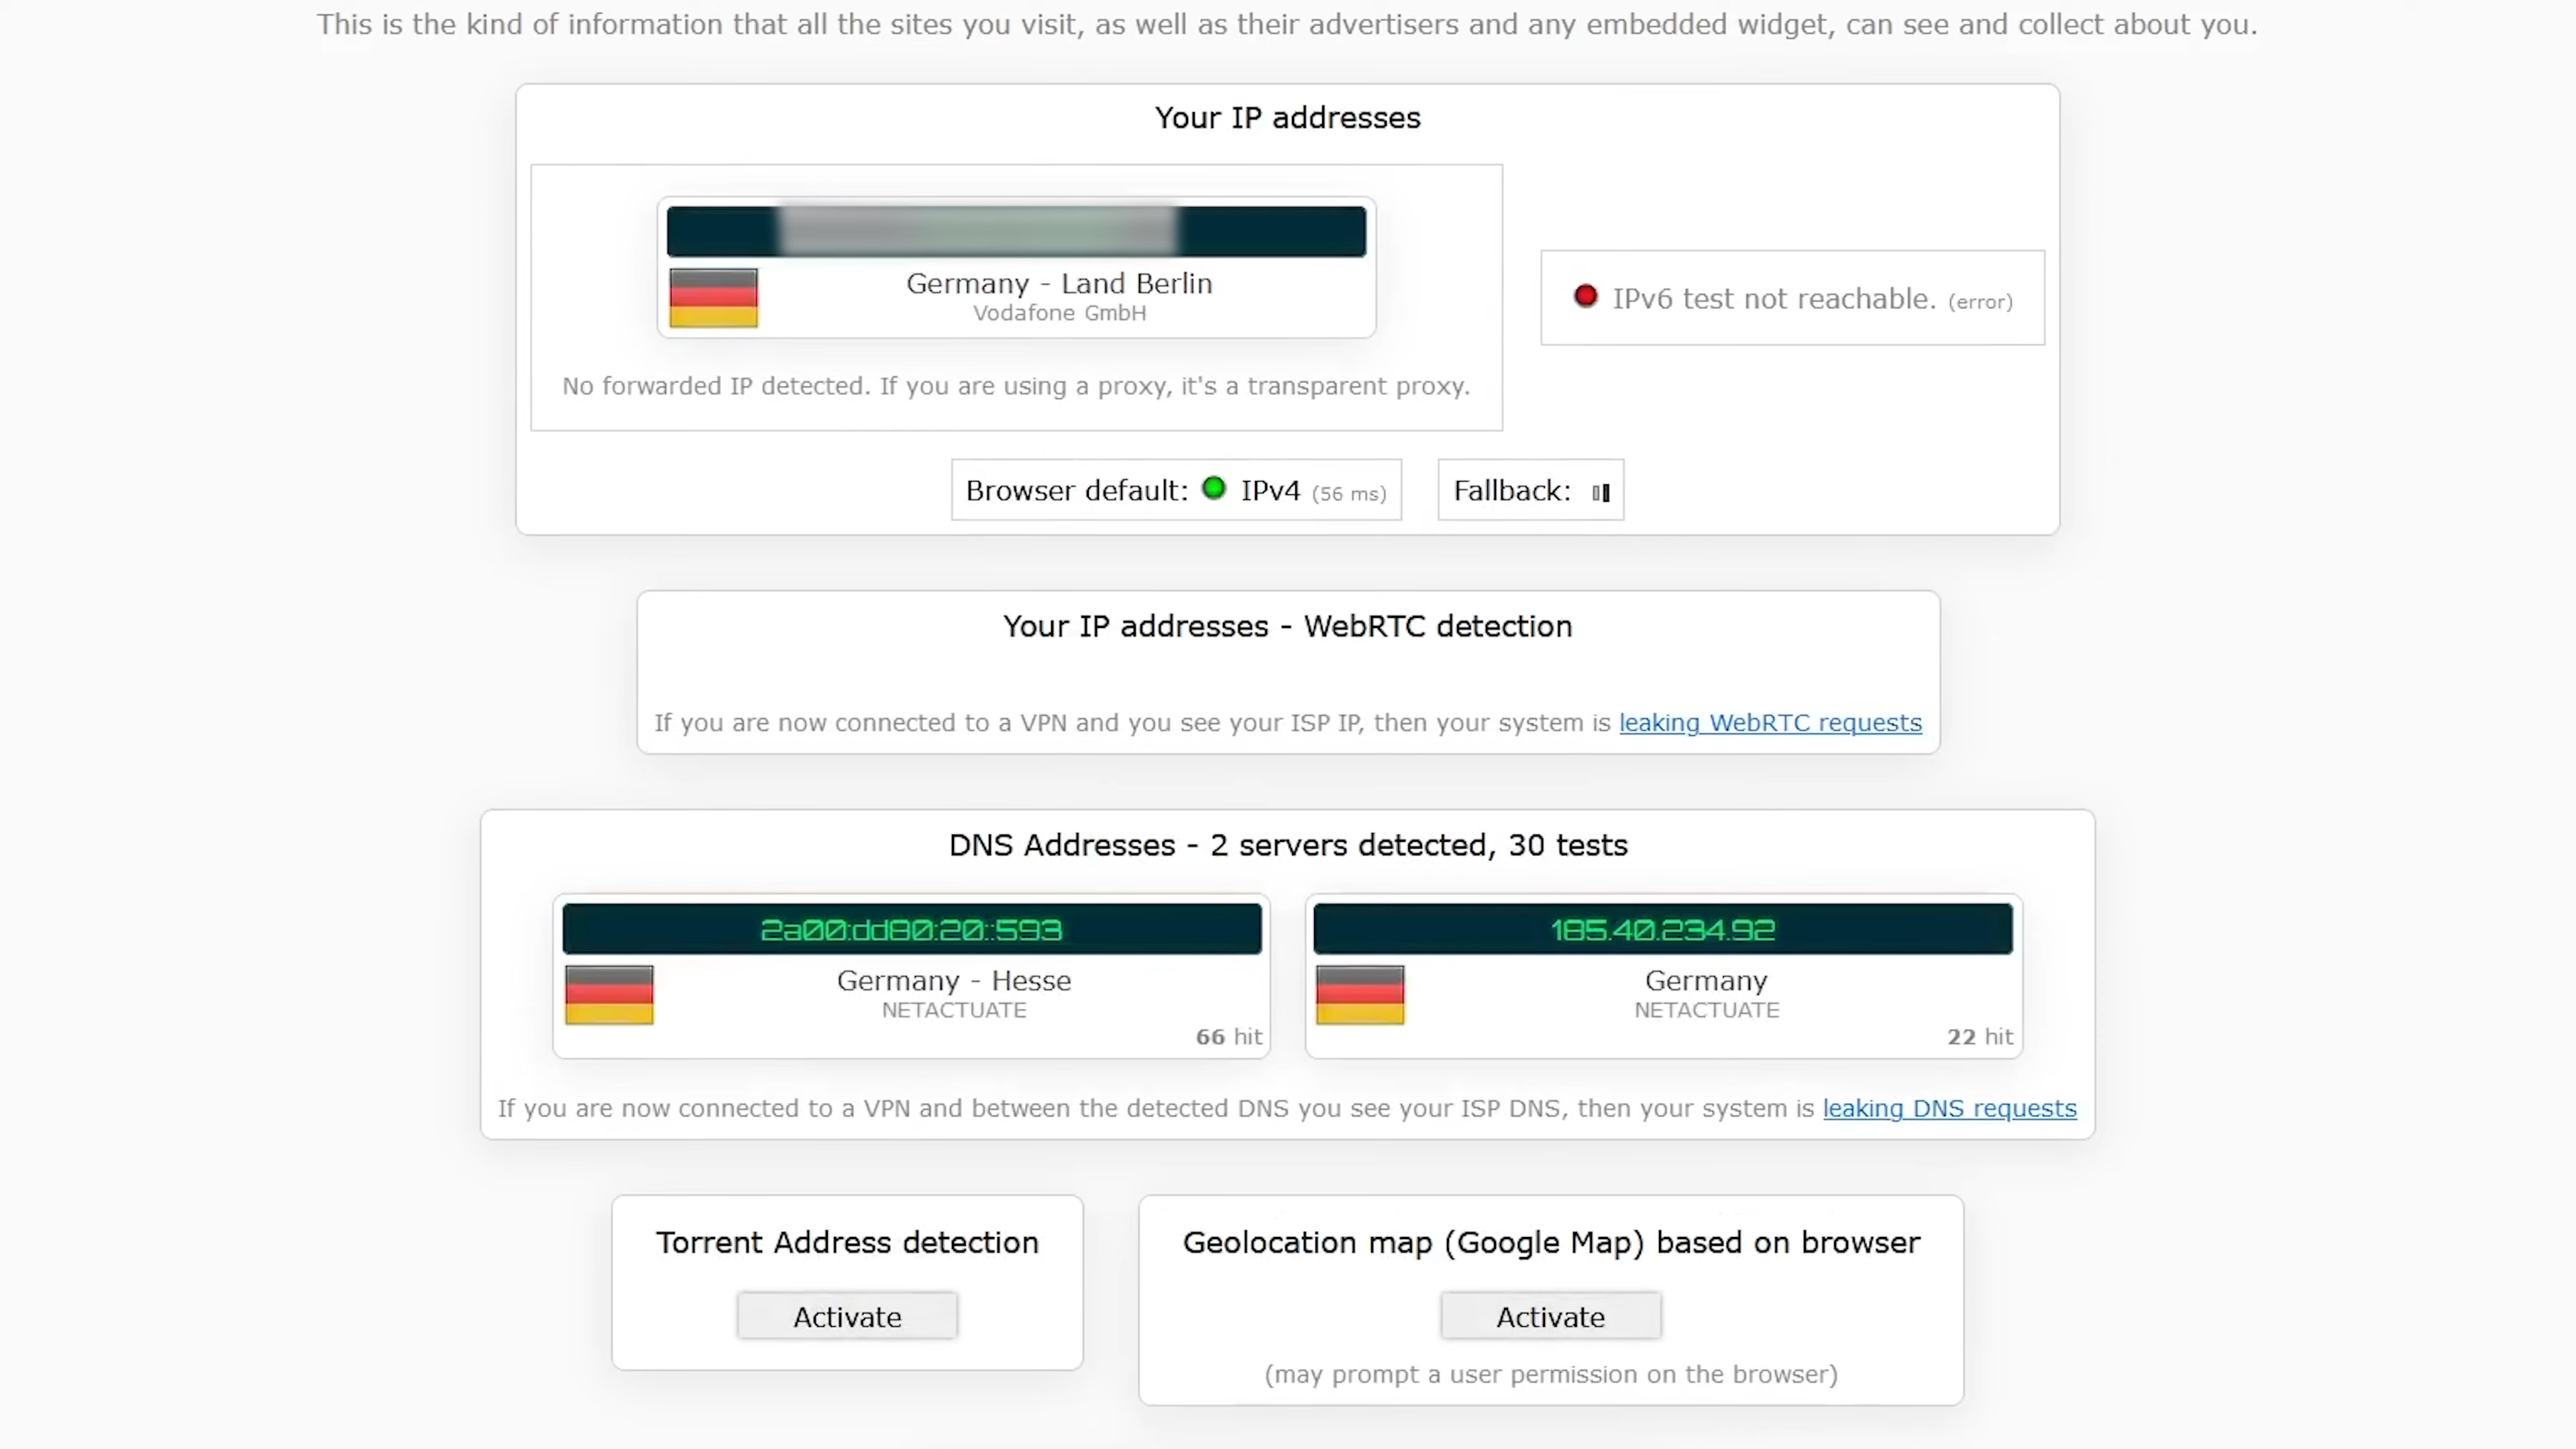 This is the kind of information that all the sites you visit, as well as their advertisers and any embedded widget, can see and collect about you.
Your IP addresses
Germany - Land Berlin
Vodafone GmbH
No forwarded IP detected. If you are using a proxy, it's a transparent proxy.
IPv6 test not reachable. (error)
Browser default: IPv4 (56 ms)
Fallback:
Your IP addresses - WebRTC detection
If you are now connected to a VPN and you see your ISP IP, then your system is leaking WebRTC requests
DNS Addresses - 2 servers detected, 30 tests
2a00:dd80:20::593
Germany - Hesse
NETACTUATE
66 hit
185.40.234.92
Germany
NETACTUATE
22 hit
If you are now connected to a VPN and between the detected DNS you see your ISP DNS, then your system is leaking DNS requests
Torrent Address detection
Activate
Geolocation map (Google Map) based on browser
Activate
(may prompt a user permission on the browser)